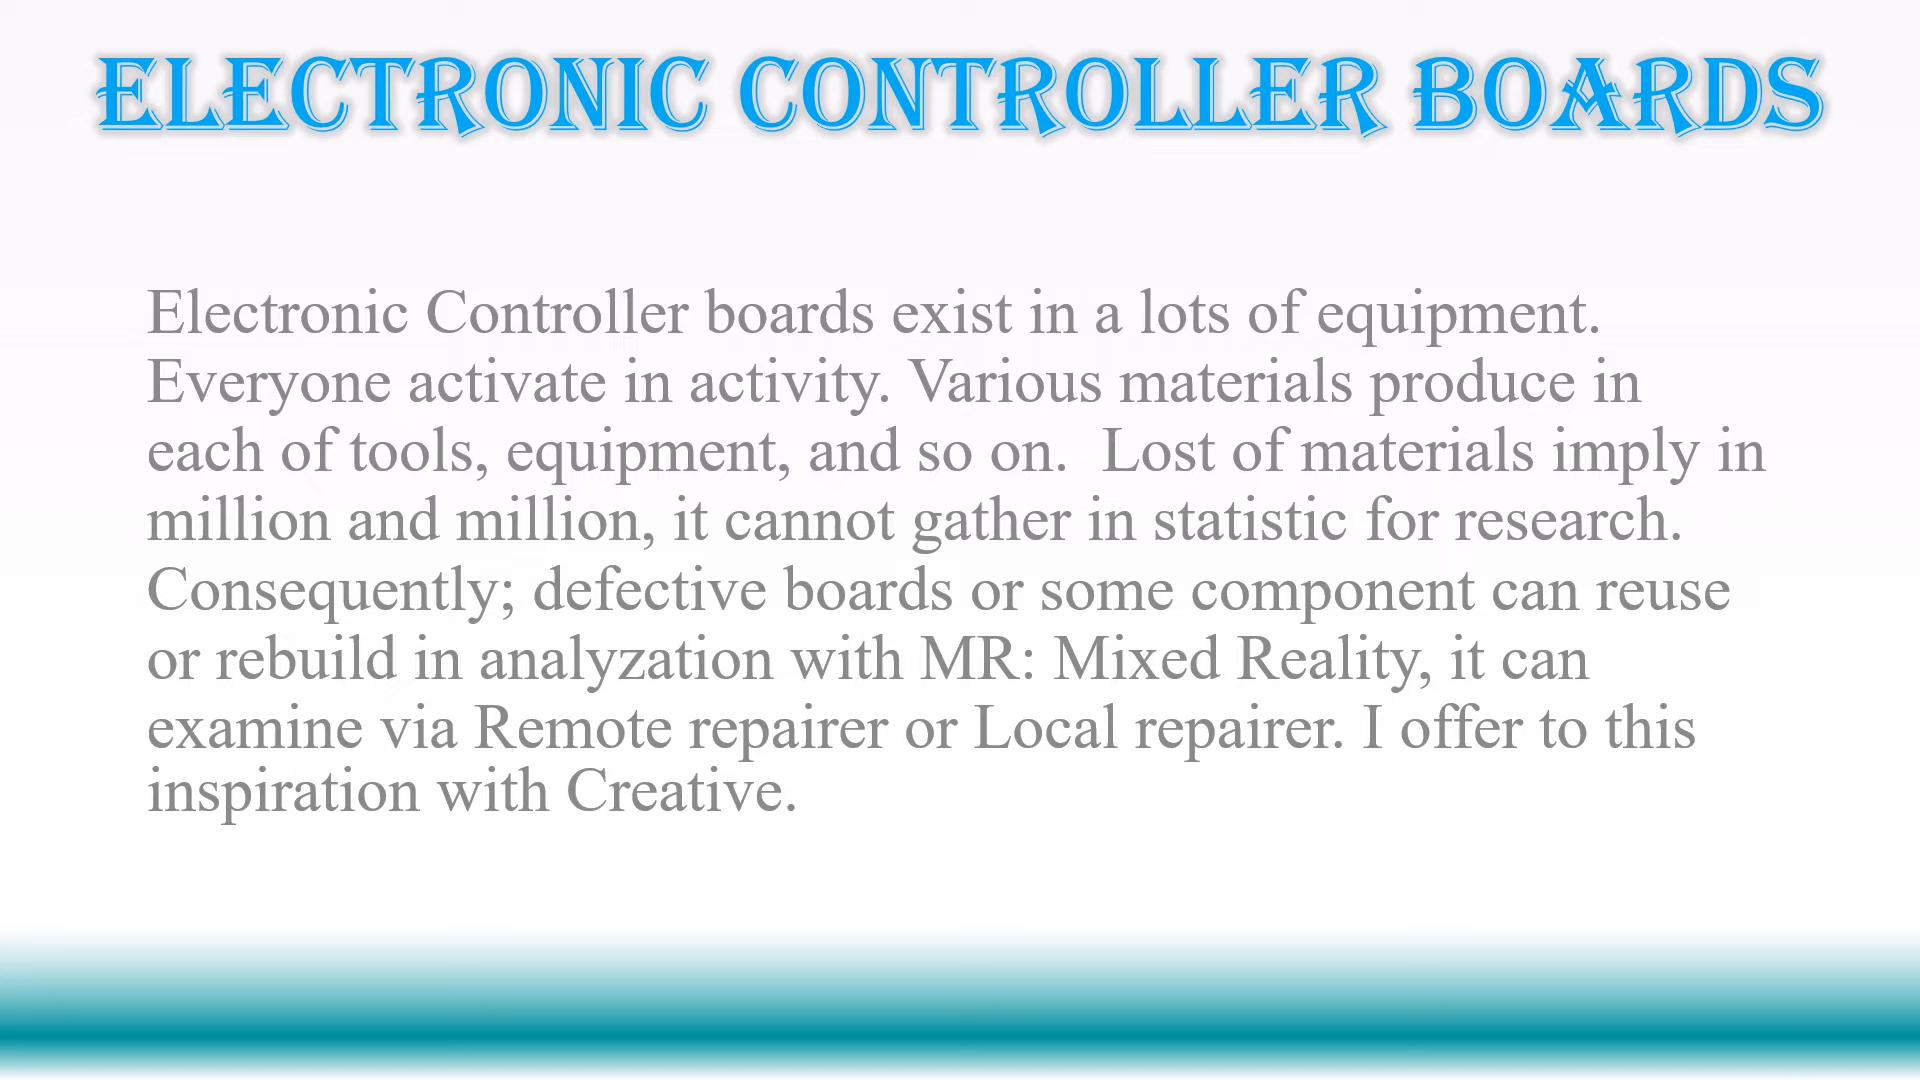 ELECTRONIC CONTROLLER BOARDS
Electronic Controller boards exist in a lots of equipment.
Everyone activate in activity. Various materials produce in
each of tools, equipment, and so on.  Lost of materials imply in
million and million, it cannot gather in statistic for research.
Consequently; defective boards or some component can reuse
or rebuild in analyzation with MR: Mixed Reality, it can
examine via Remote repairer or Local repairer. I offer to this
inspiration with Creative.